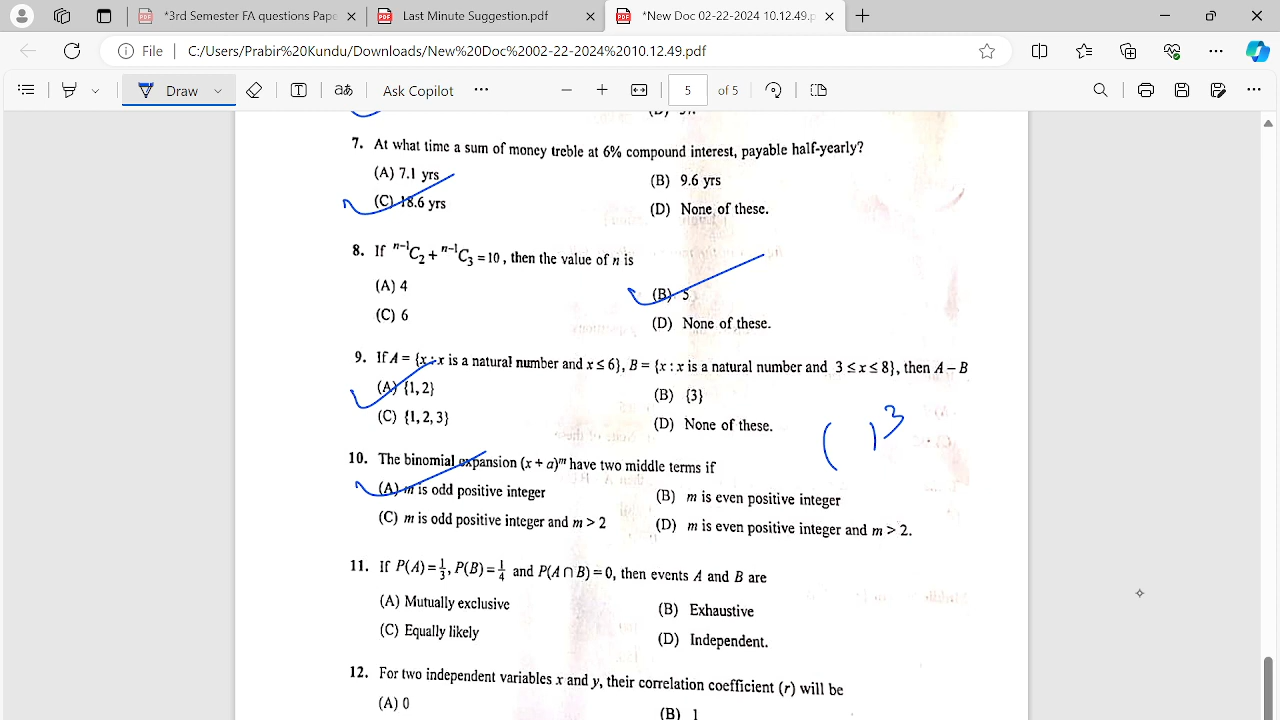 *3rd Semester FA questions Pape
Last Minute Suggestion.pdf
*New Doc 02-22-2024 10.12.49.p
File
C:/Users/Prabir%20Kundu/Downloads/New%20Doc%2002-22-2024%2010.12.49.pdf
Draw
aあ
Ask Copilot
5
of 5
7. At what time a sum of money treble at 6% compound interest, payable half-yearly?
(A) 7.1 yrs
(B) 9.6 yrs
(C) 18.6 yrs
(D) None of these.
8. If ⁿ⁻¹C₂ + ⁿ⁻¹C₃ = 10, then the value of n is
(A) 4
(B) 5
(C) 6
(D) None of these.
9. If A = {x : x is a natural number and x ≤ 6}, B = {x : x is a natural number and 3 ≤ x ≤ 8}, then A – B
(A) {1, 2}
(B) {3}
(C) {1, 2, 3}
(D) None of these.
( )³
10. The binomial expansion (x + a)ᵐ have two middle terms if
(A) m is odd positive integer
(B) m is even positive integer
(C) m is odd positive integer and m > 2
(D) m is even positive integer and m > 2.
11. If P(A) = 1/3, P(B) = 1/4 and P(A ∩ B) = 0, then events A and B are
(A) Mutually exclusive
(B) Exhaustive
(C) Equally likely
(D) Independent.
12. For two independent variables x and y, their correlation coefficient (r) will be
(A) 0
(B) 1